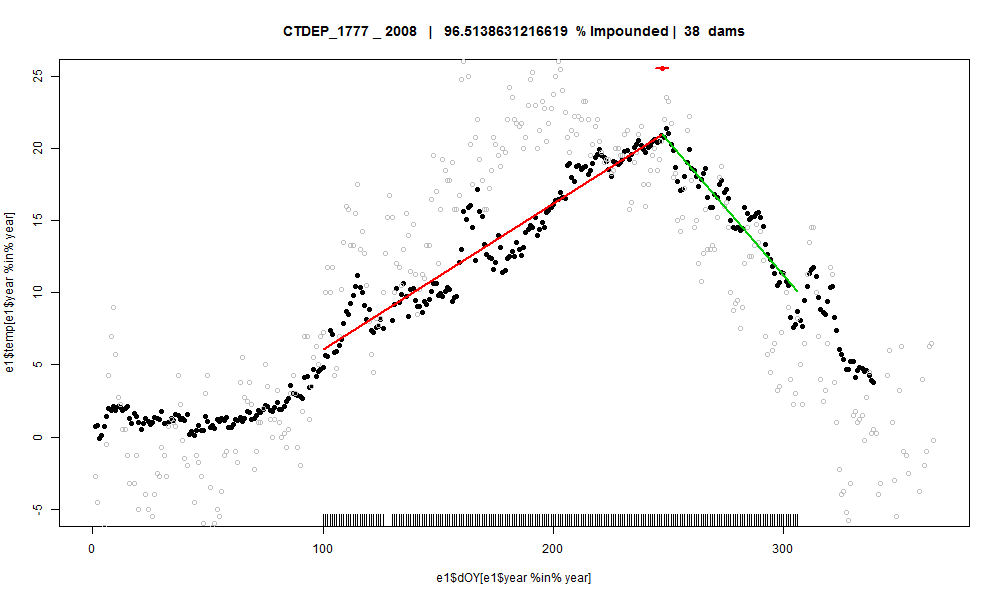 CTDEP_1777 _ 2008 | 96.5138631216619 % Impounded | 38 dams
e1$temp[e1$year %in% year]
25
20
15
10
5
0
-5
0 100 200 300
e1$dOY[e1$year %in% year]